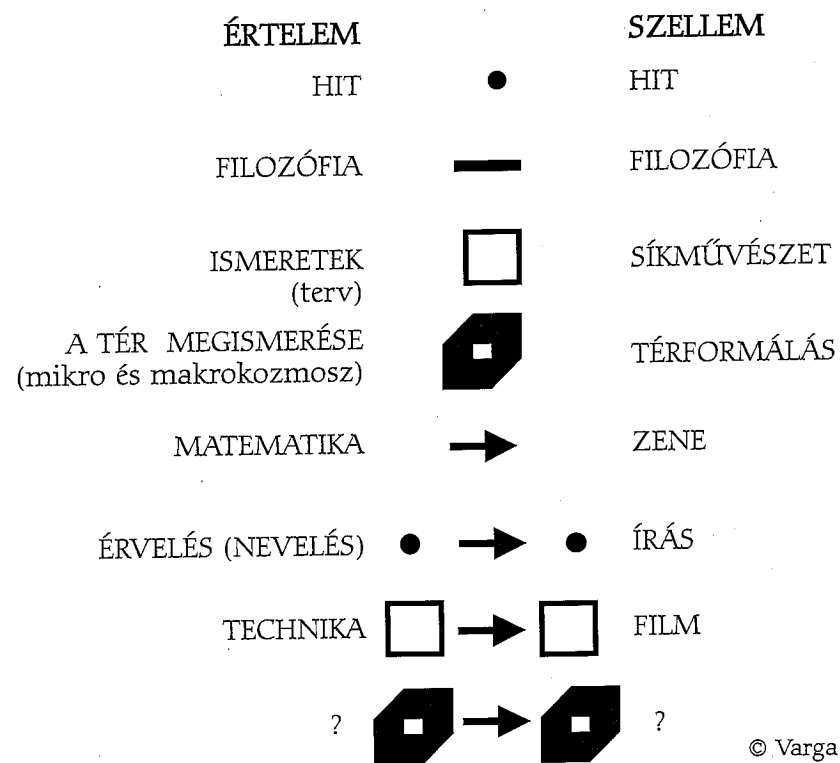 ÉRTELEM SZELLEM
HIT HIT
FILOZÓFIA FILOZÓFIA
ISMERETEK SÍKMŰVÉSZET
(terv)
A TÉR MEGISMERÉSE
(mikro és makrokozmosz) TÉRFORMÁLÁS
MATEMATIKA ZENE
ÉRVELÉS (NEVELÉS) ÍRÁS
TECHNIKA FILM
? ?
© Varga